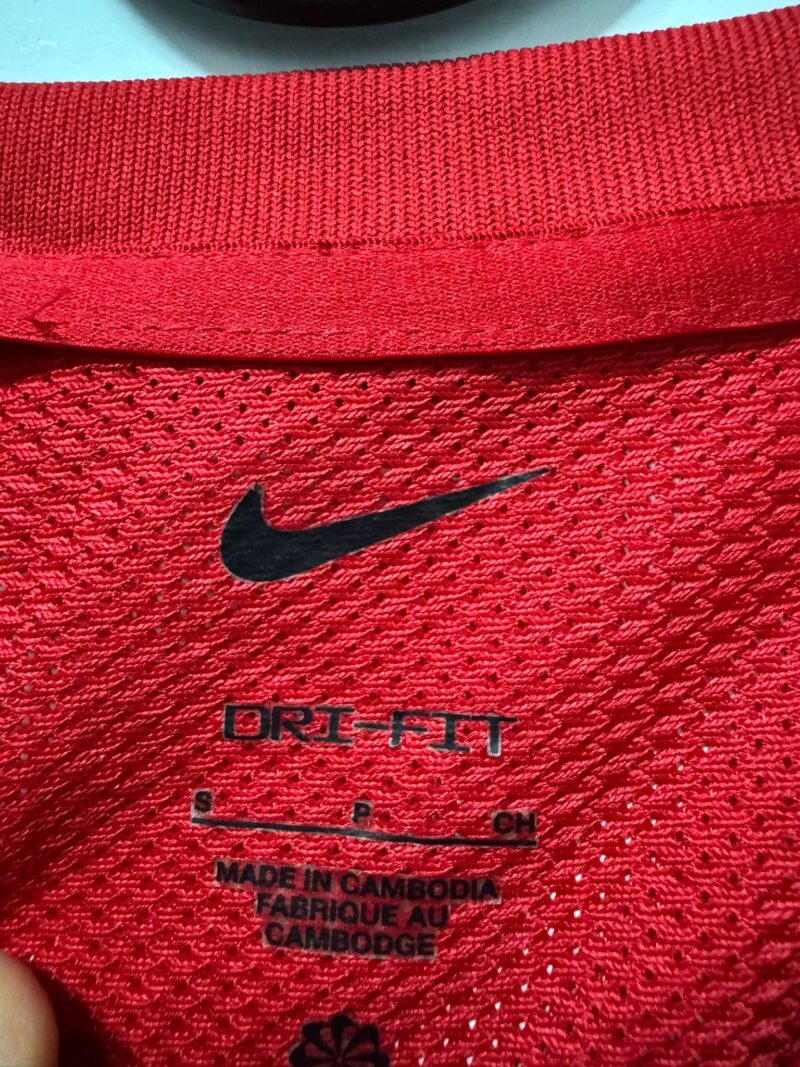 DRI-FIT
S P CH
MADE IN CAMBODIA
FABRIQUE AU
CAMBODGE